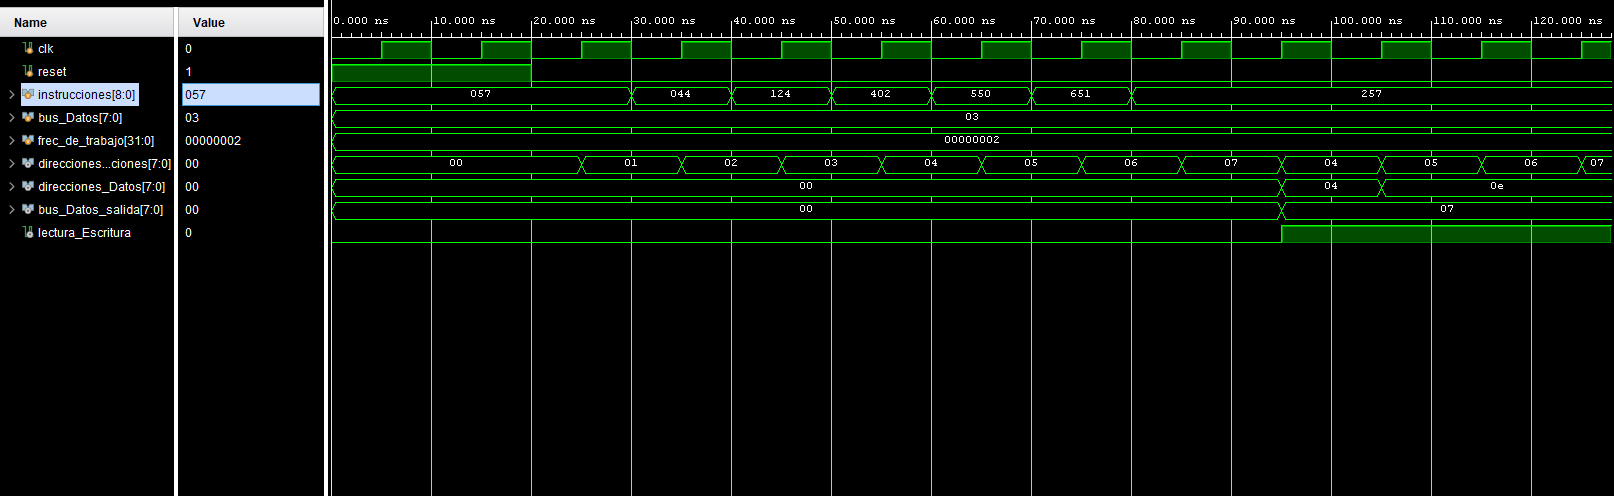 Name Value 0.000 ns 10.000 ns 20.000 ns 30.000 ns 40.000 ns 50.000 ns 60.000 ns 70.000 ns 80.000 ns 90.000 ns 100.000 ns 110.000 ns 120.000 ns
clk 0
reset 1
instrucciones[8:0] 057 057 044 124 402 550 651 257
bus_Datos[7:0] 03 03
frec_de_trabajo[31:0] 00000002 00000002
direcciones...ciones[7:0] 00 00 01 02 03 04 05 06 07 04 05 06 07
direcciones_Datos[7:0] 00 00 04 0e
bus_Datos_salida[7:0] 00 00 07
lectura_Escritura 0